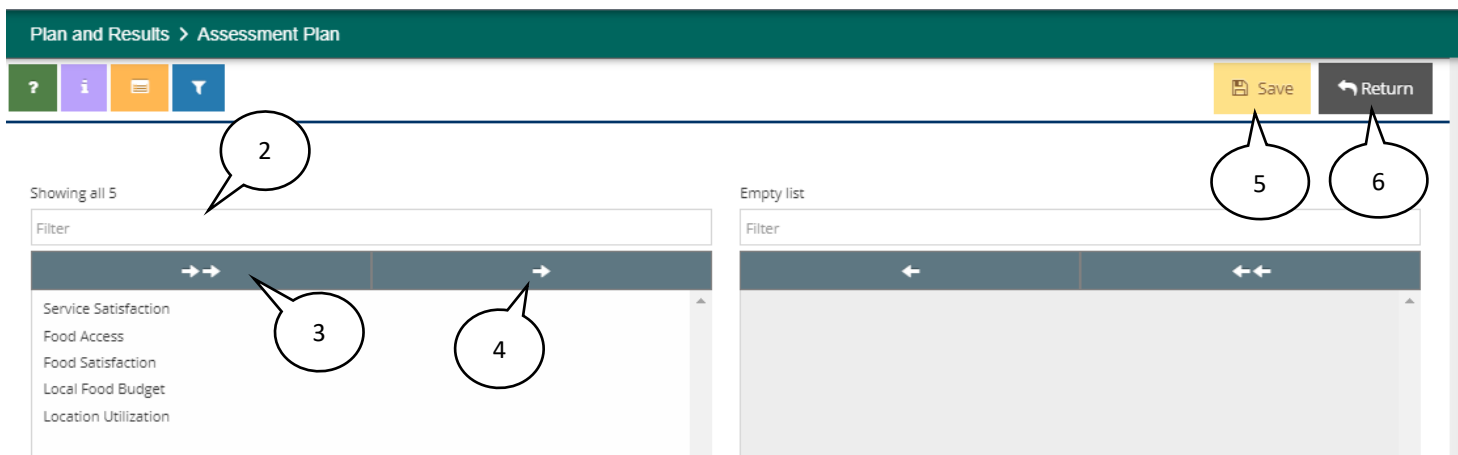 Plan and Results > Assessment Plan
? i Save Return
2
5 6
Showing all 5 Empty list
Filter Filter
Service Satisfaction
Food Access
3
4
Food Satisfaction
Local Food Budget
Location Utilization